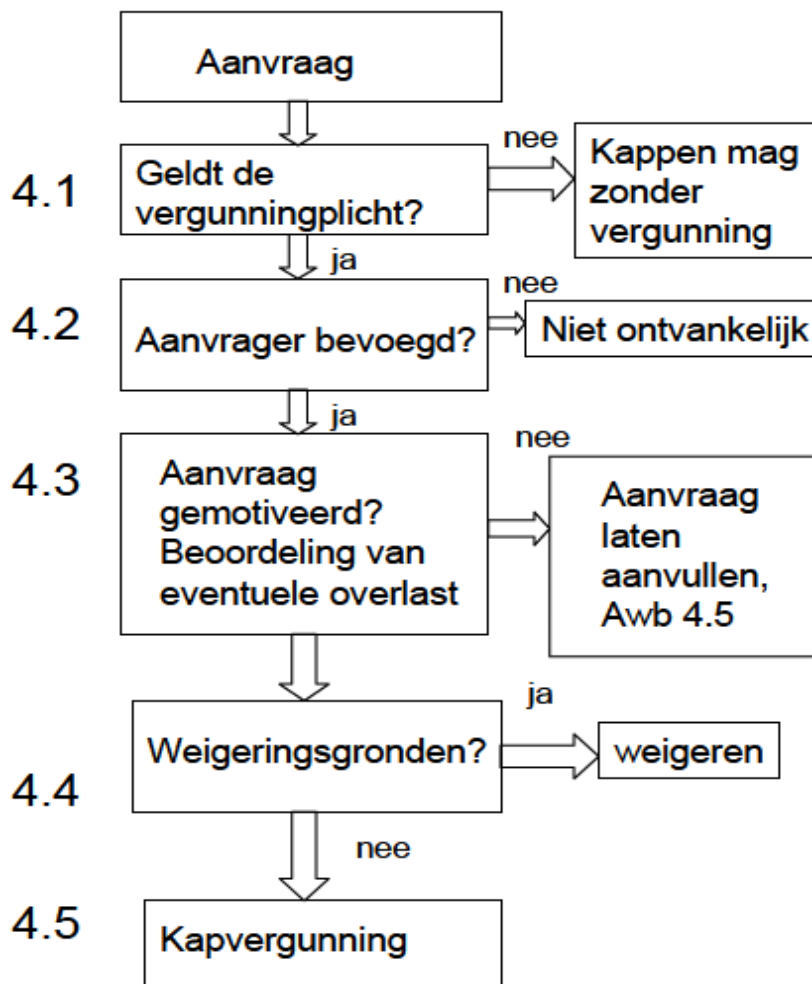 Aanvraag
4.1
Geldt de
vergunningplicht?
nee
Kappen mag
zonder
vergunning
ja
4.2
Aanvrager bevoegd?
nee
Niet ontvankelijk
ja
4.3
Aanvraag
gemotiveerd?
Beoordeling van
eventuele overlast
nee
Aanvraag
laten
aanvullen,
Awb 4.5
4.4
Weigeringsgronden?
ja
weigeren
nee
4.5
Kapvergunning